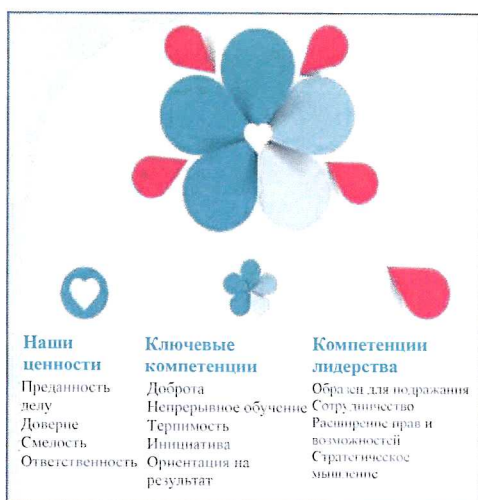 Наши
ценности
Преданность
делу
Доверие
Смелость
Ответственность
Ключевые
компетенции
Доброта
Непрерывное обучение
Терпимость
Инициатива
Ориентация на
результат
Компетенции
лидерства
Образец для подражания
Сотрудничество
Расширение прав и
возможностей
Стратегическое
мышление